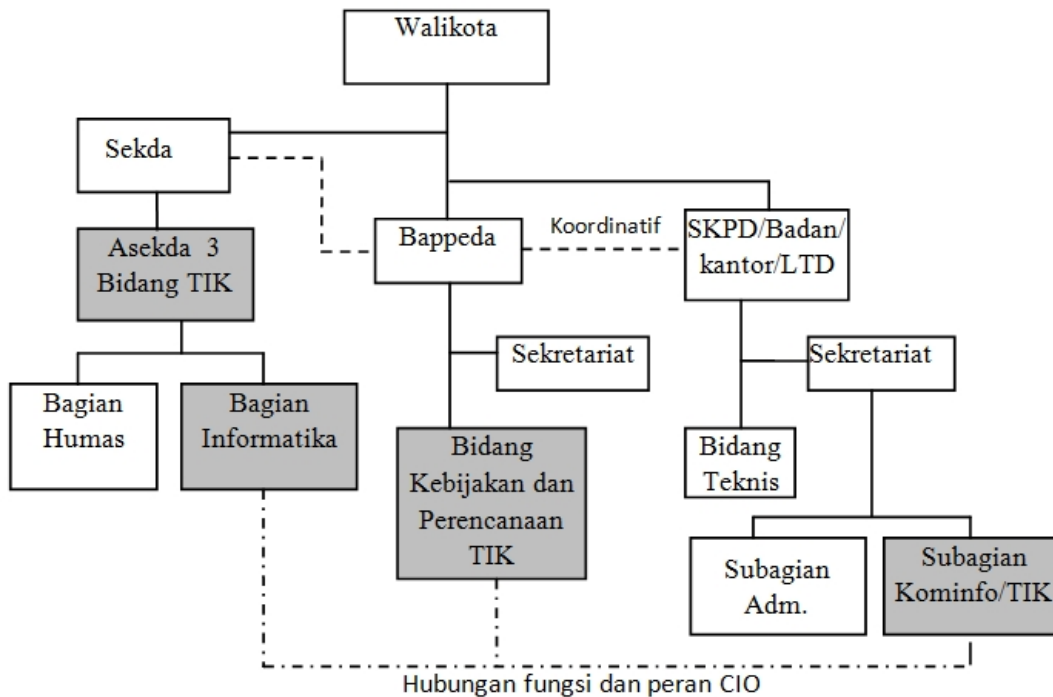 Walikota
Sekda
Asekda 3
Bidang TIK
Bappeda
Koordinatif
SKPD/Badan/
kantor/LTD
Bagian
Humas
Bagian
Informatika
Sekretariat
Sekretariat
Bidang
Kebijakan dan
Perencanaan
TIK
Bidang
Teknis
Subagian
Adm.
Subagian
Kominfo/TIK
Hubungan fungsi dan peran CIO